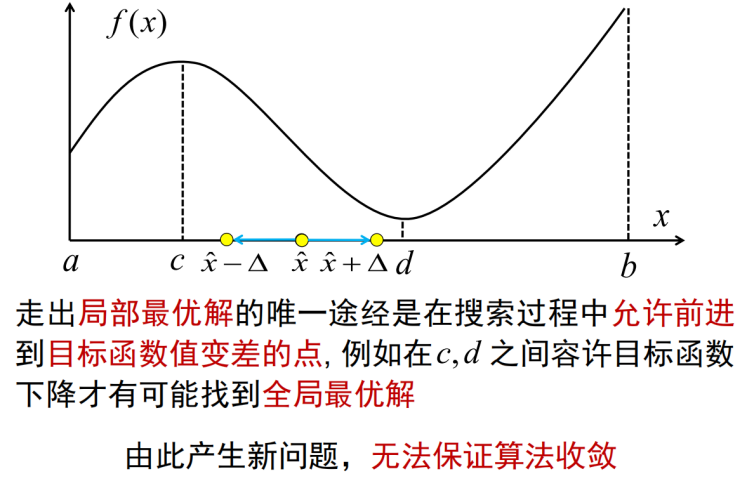 f(x)
x
a c x̂−Δ x̂ x̂+Δ d b
走出局部最优解的唯一途经是在搜索过程中允许前进
到目标函数值变差的点, 例如在c,d 之间容许目标函数
下降才有可能找到全局最优解
由此产生新问题，无法保证算法收敛